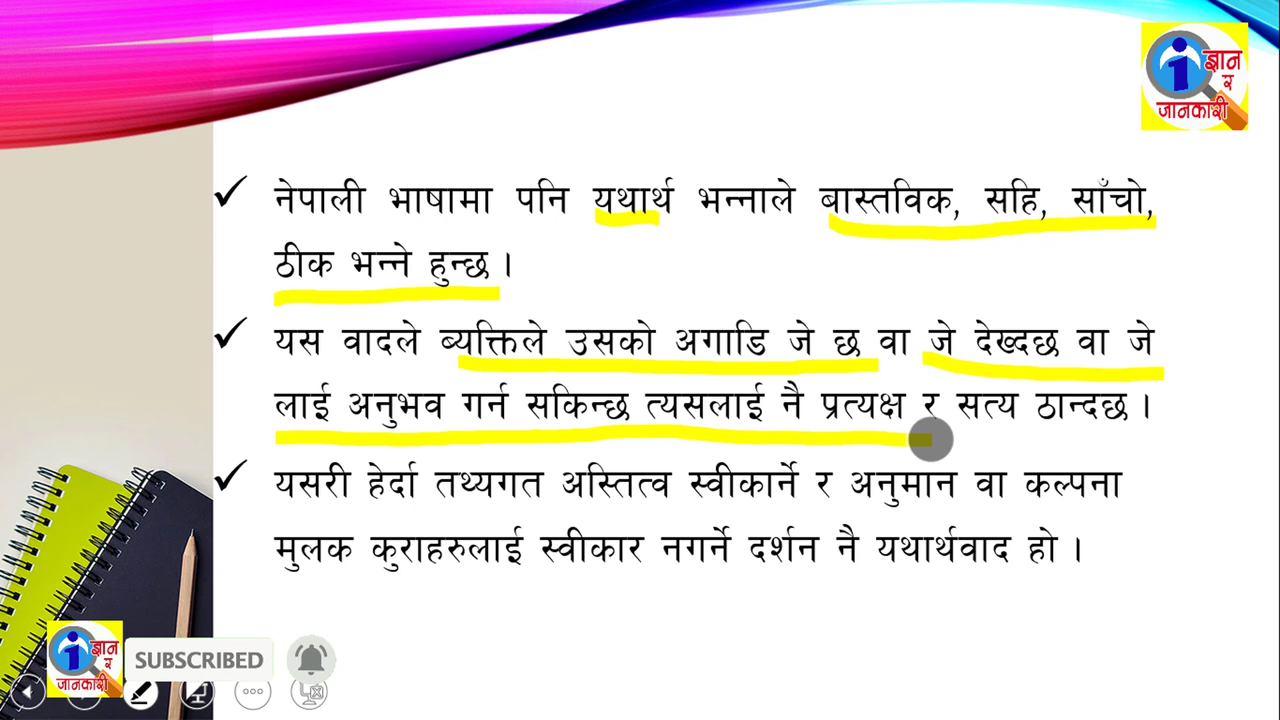 ज्ञान
र
जानकारी
नेपाली भाषामा पनि यथार्थ भन्नाले बास्तविक, सहि, साँचो,
ठीक भन्ने हुन्छ ।
यस वादले ब्यक्तिले उसको अगाडि जे छ वा जे देख्दछ वा जे
लाई अनुभव गर्न सकिन्छ त्यसलाई नै प्रत्यक्ष र सत्य ठान्दछ ।
यसरी हेर्दा तथ्यगत अस्तित्व स्वीकार्ने र अनुमान वा कल्पना
मुलक कुराहरुलाई स्वीकार नगर्ने दर्शन नै यथार्थवाद हो ।
ज्ञान
र
जानकारी
SUBSCRIBED